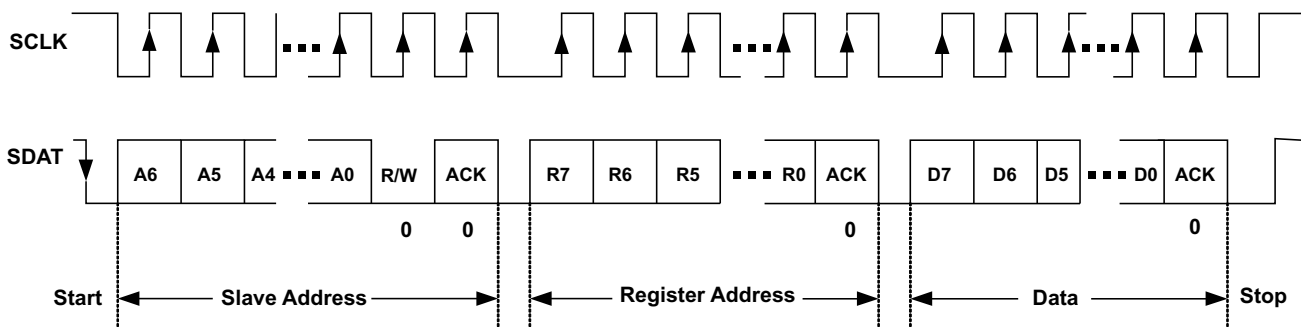 SCLK
SDAT
A6 A5 A4 A0 R/W ACK R7 R6 R5 R0 ACK D7 D6 D5 D0 ACK
0 0 0 0
Start Slave Address Register Address Data Stop